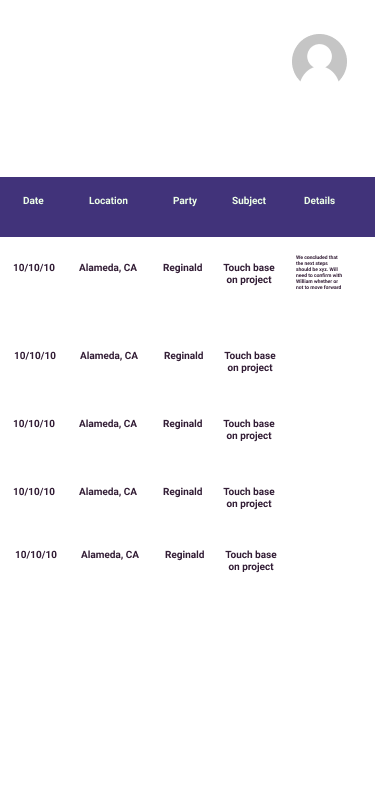 Date Location Party Subject Details
10/10/10 Alameda, CA Reginald Touch base
on project
We concluded that
the next steps
should be xyz. Will
need to confirm with
William whether or
not to move forward
10/10/10 Alameda, CA Reginald Touch base
on project
10/10/10 Alameda, CA Reginald Touch base
on project
10/10/10 Alameda, CA Reginald Touch base
on project
10/10/10 Alameda, CA Reginald Touch base
on project